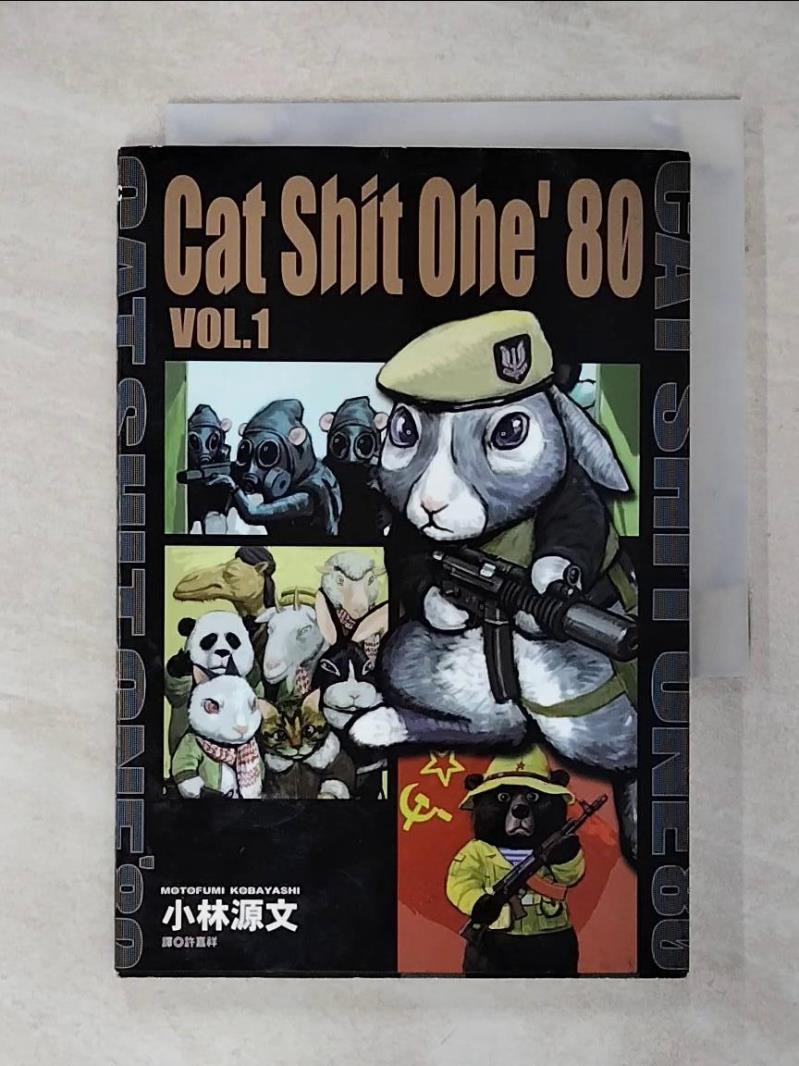 Cat Shit One' 80
VOL.1
CAT SHIT ONE '80
CAT SHIT ONE '80
MOTOFUMI KOBAYASHI
小林源文
譯◎許嘉祥